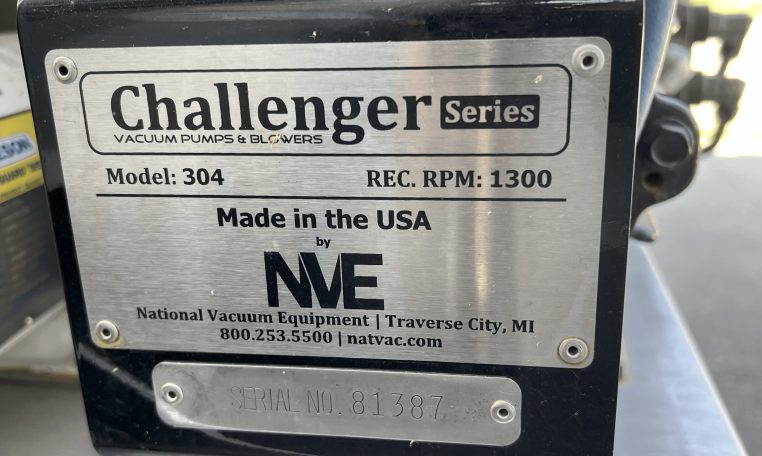 Challenger Series
VACUUM PUMPS & BLOWERS
Model: 304 REC. RPM: 1300
Made in the USA
by
NVE
National Vacuum Equipment | Traverse City, MI
800.253.5500 | natvac.com
SERIAL NO. 81387